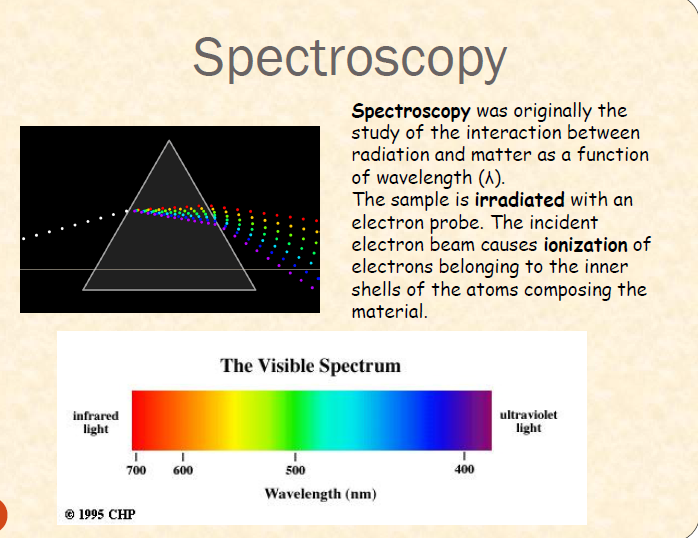 Spectroscopy
Spectroscopy was originally the
study of the interaction between
radiation and matter as a function
of wavelength (λ).
The sample is irradiated with an
electron probe. The incident
electron beam causes ionization of
electrons belonging to the inner
shells of the atoms composing the
material.
The Visible Spectrum
infrared
light
ultraviolet
light
700 600 500 400
Wavelength (nm)
© 1995 CHP